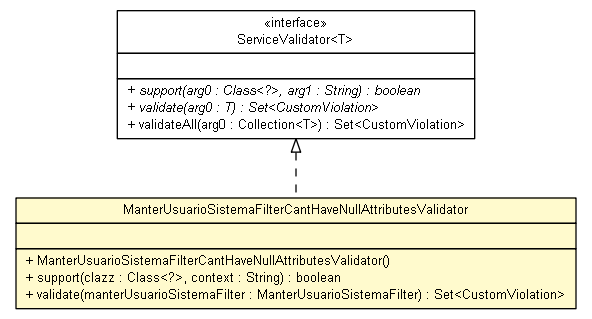 «interface»
ServiceValidator<T>
+ support(arg0 : Class<?>, arg1 : String) : boolean
+ validate(arg0 : T) : Set<CustomViolation>
+ validateAll(arg0 : Collection<T>) : Set<CustomViolation>
ManterUsuarioSistemaFilterCantHaveNullAttributesValidator
+ ManterUsuarioSistemaFilterCantHaveNullAttributesValidator()
+ support(clazz : Class<?>, context : String) : boolean
+ validate(manterUsuarioSistemaFilter : ManterUsuarioSistemaFilter) : Set<CustomViolation>